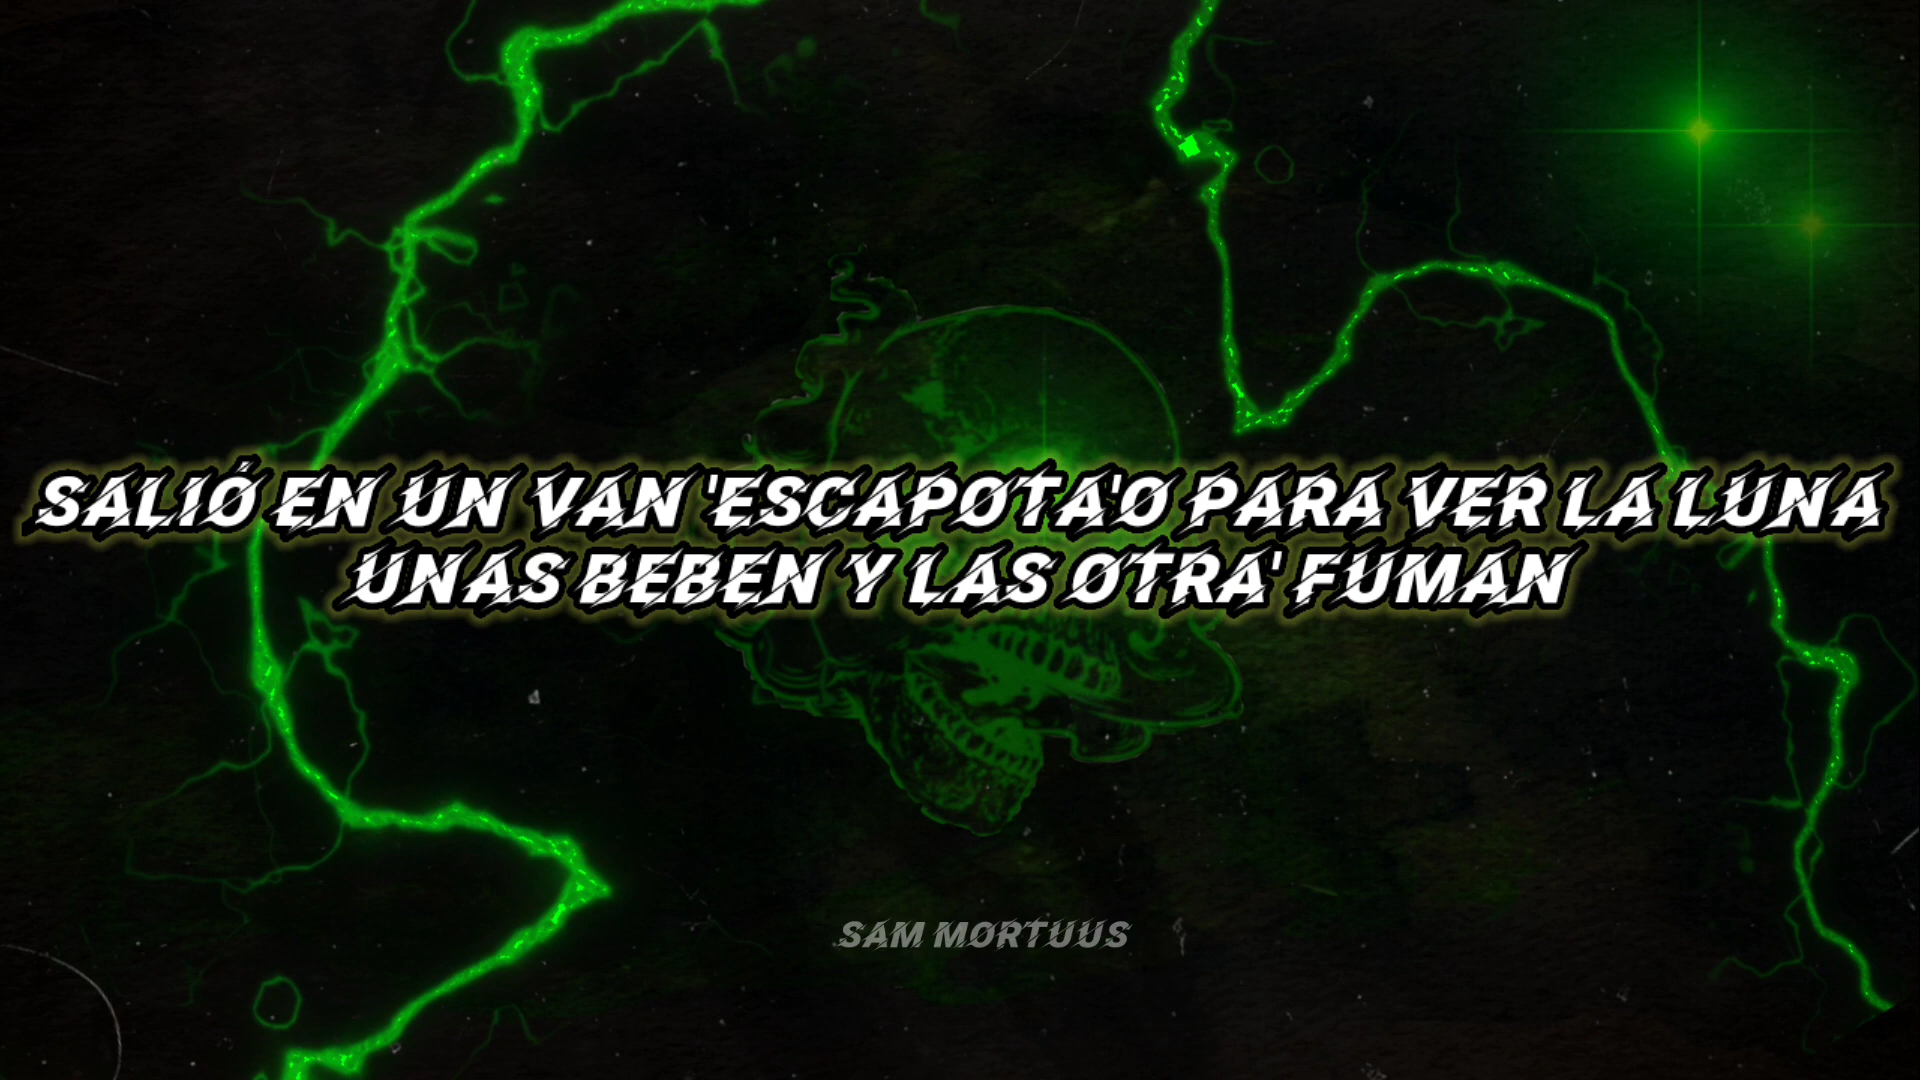 SALIÓ EN UN VAN 'ESCAPOTA'O PARA VER LA LUNA
UNAS BEBEN Y LAS OTRA' FUMAN
SAM MORTUUS